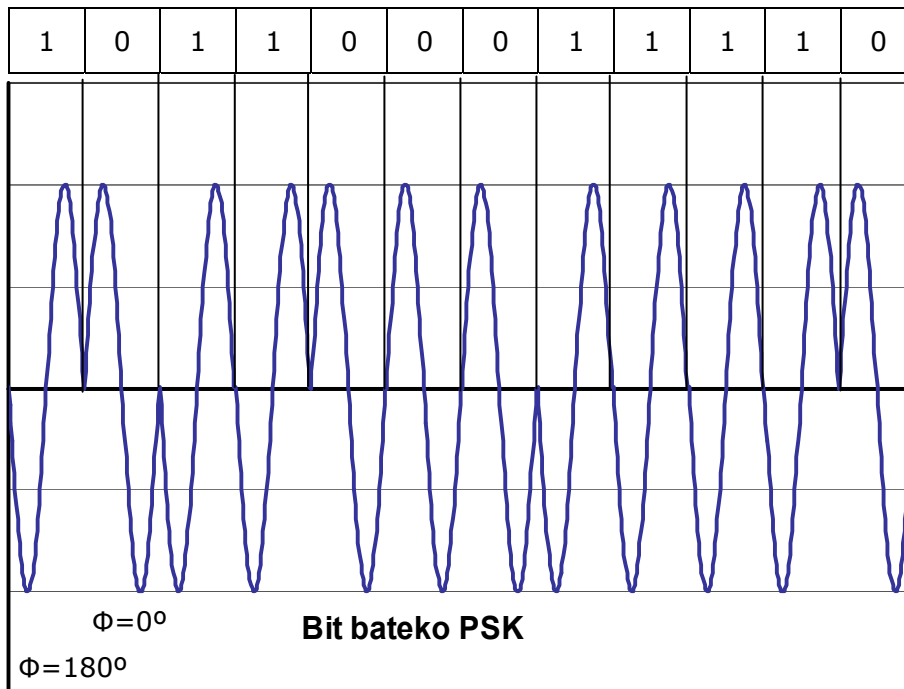 1 0 1 1 0 0 0 1 1 1 1 0
Φ=0º
Bit bateko PSK
Φ=180º